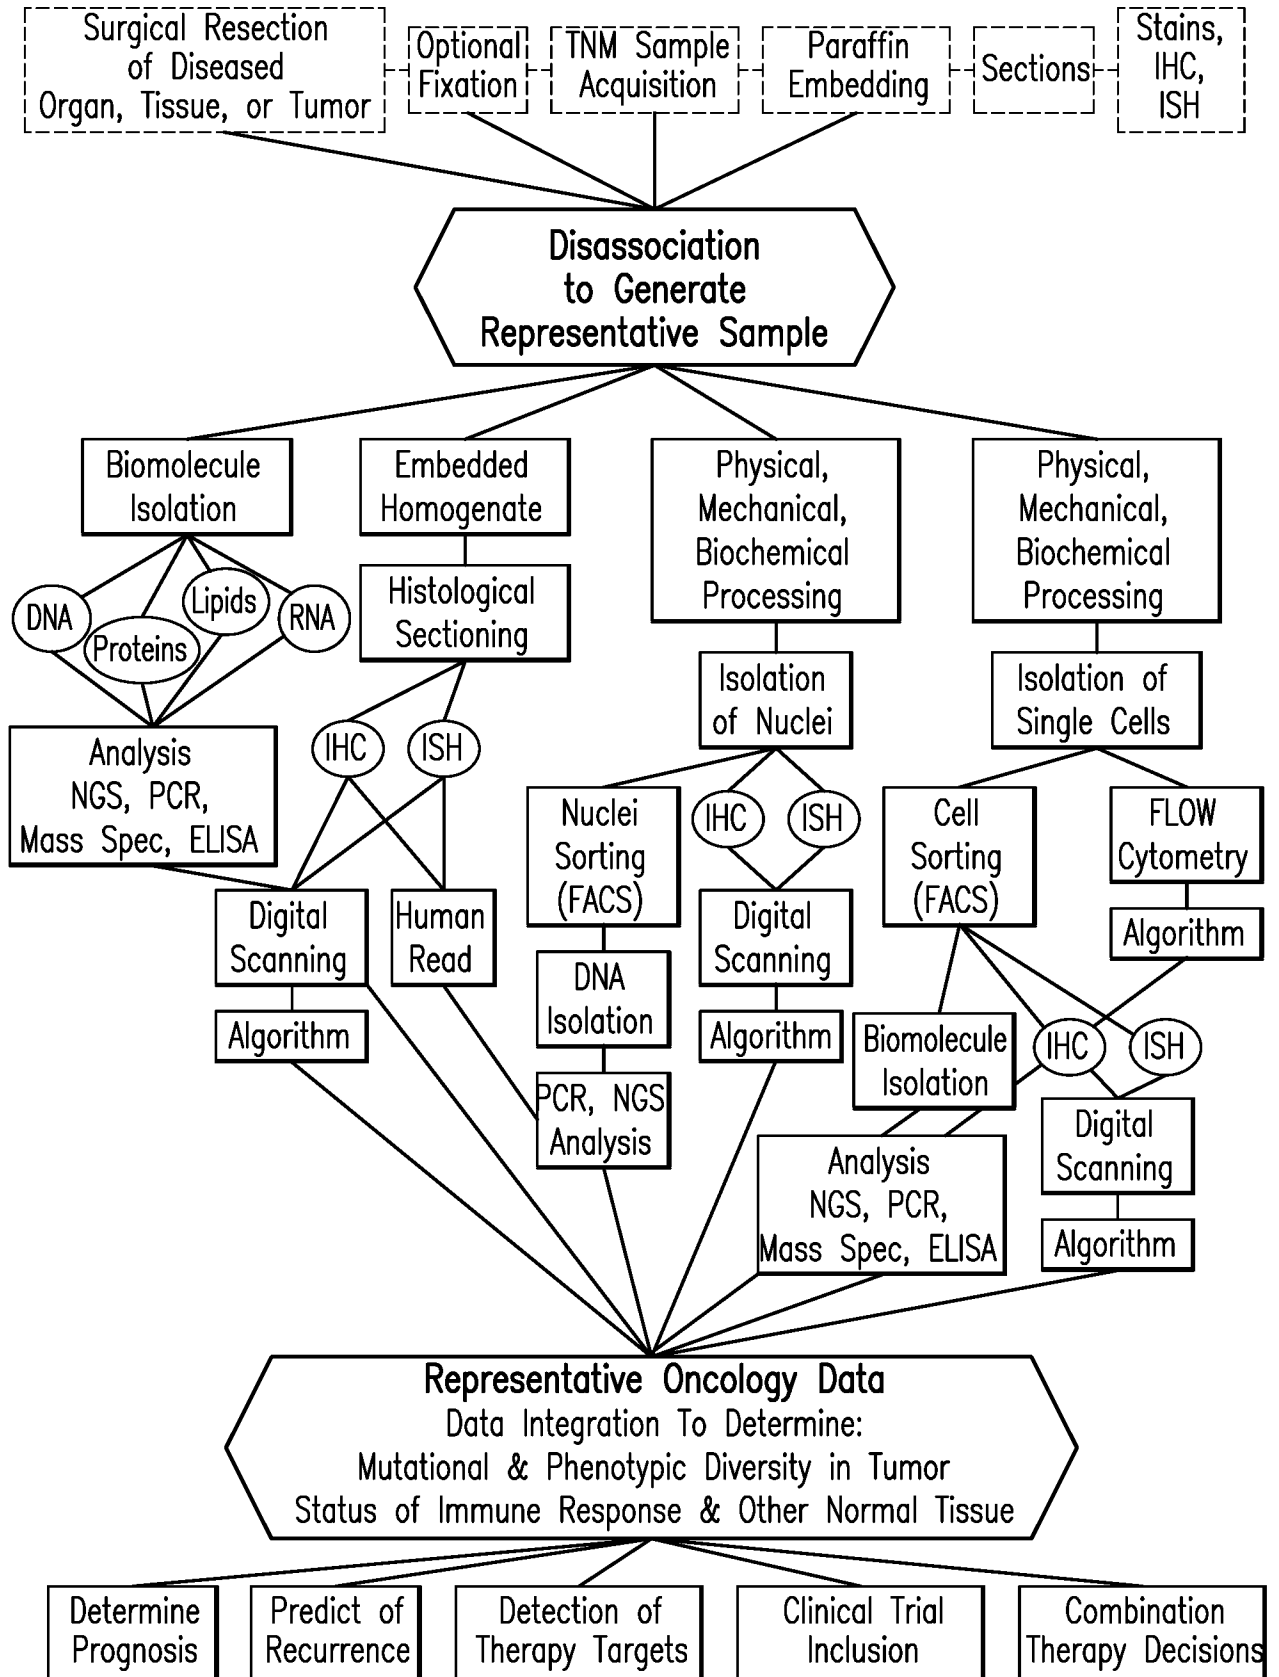 Surgical Resection
of Diseased
Organ, Tissue, or Tumor
Optional
Fixation
TNM Sample
Acquisition
Paraffin
Embedding
Sections
Stains,
IHC,
ISH
Disassociation
to Generate
Representative Sample
Biomolecule
Isolation
Embedded
Homogenate
Physical,
Mechanical,
Biochemical
Processing
Physical,
Mechanical,
Biochemical
Processing
DNA
Proteins
Lipids
RNA
Histological
Sectioning
Isolation
of Nuclei
Isolation of
Single Cells
Analysis
NGS, PCR,
Mass Spec, ELISA
IHC
ISH
Nuclei
Sorting
(FACS)
IHC
ISH
Cell
Sorting
(FACS)
FLOW
Cytometry
Digital
Scanning
Human
Read
DNA
Isolation
Digital
Scanning
Algorithm
Algorithm
Algorithm
Biomolecule
Isolation
IHC
ISH
PCR, NGS
Analysis
Analysis
NGS, PCR,
Mass Spec, ELISA
Digital
Scanning
Algorithm
Representative Oncology Data
Data Integration To Determine:
Mutational & Phenotypic Diversity in Tumor
Status of Immune Response & Other Normal Tissue
Determine
Prognosis
Predict of
Recurrence
Detection of
Therapy Targets
Clinical Trial
Inclusion
Combination
Therapy Decisions